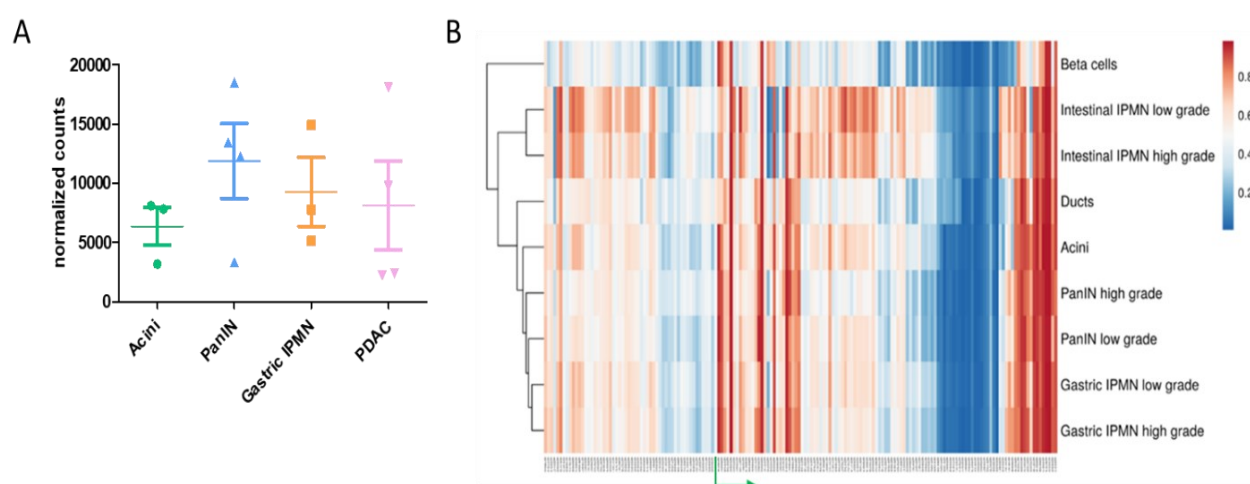 A
B
normalized counts
20000
15000
10000
5000
0
Acini
PanIN
Gastric IPMN
PDAC
Beta cells
Intestinal IPMN low grade
Intestinal IPMN high grade
Ducts
Acini
PanIN high grade
PanIN low grade
Gastric IPMN low grade
Gastric IPMN high grade
0.8
0.6
0.4
0.2